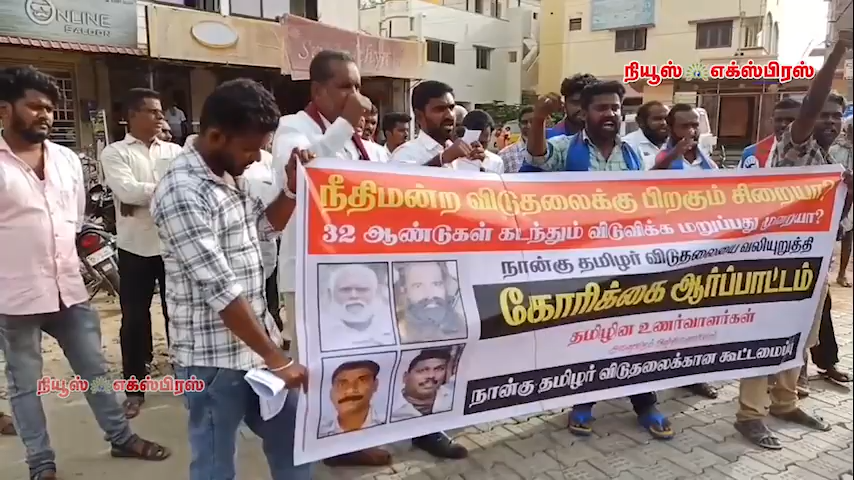 ONLINE
SALOON
நியூஸ் எக்ஸ்பிரஸ்
நீதிமன்ற விடுதலைக்கு பிறகும் சிறையா?
32 ஆண்டுகள் கடந்தும் விடுவிக்க மறுப்பது முறையா?
நான்கு தமிழர் விடுதலையை வலியுறுத்தி
கோரிக்கை ஆர்ப்பாட்டம்
தமிழின உணர்வாளர்கள்
நான்கு தமிழர் விடுதலைக்கான கூட்டமைப்பு
நியூஸ் எக்ஸ்பிரஸ்